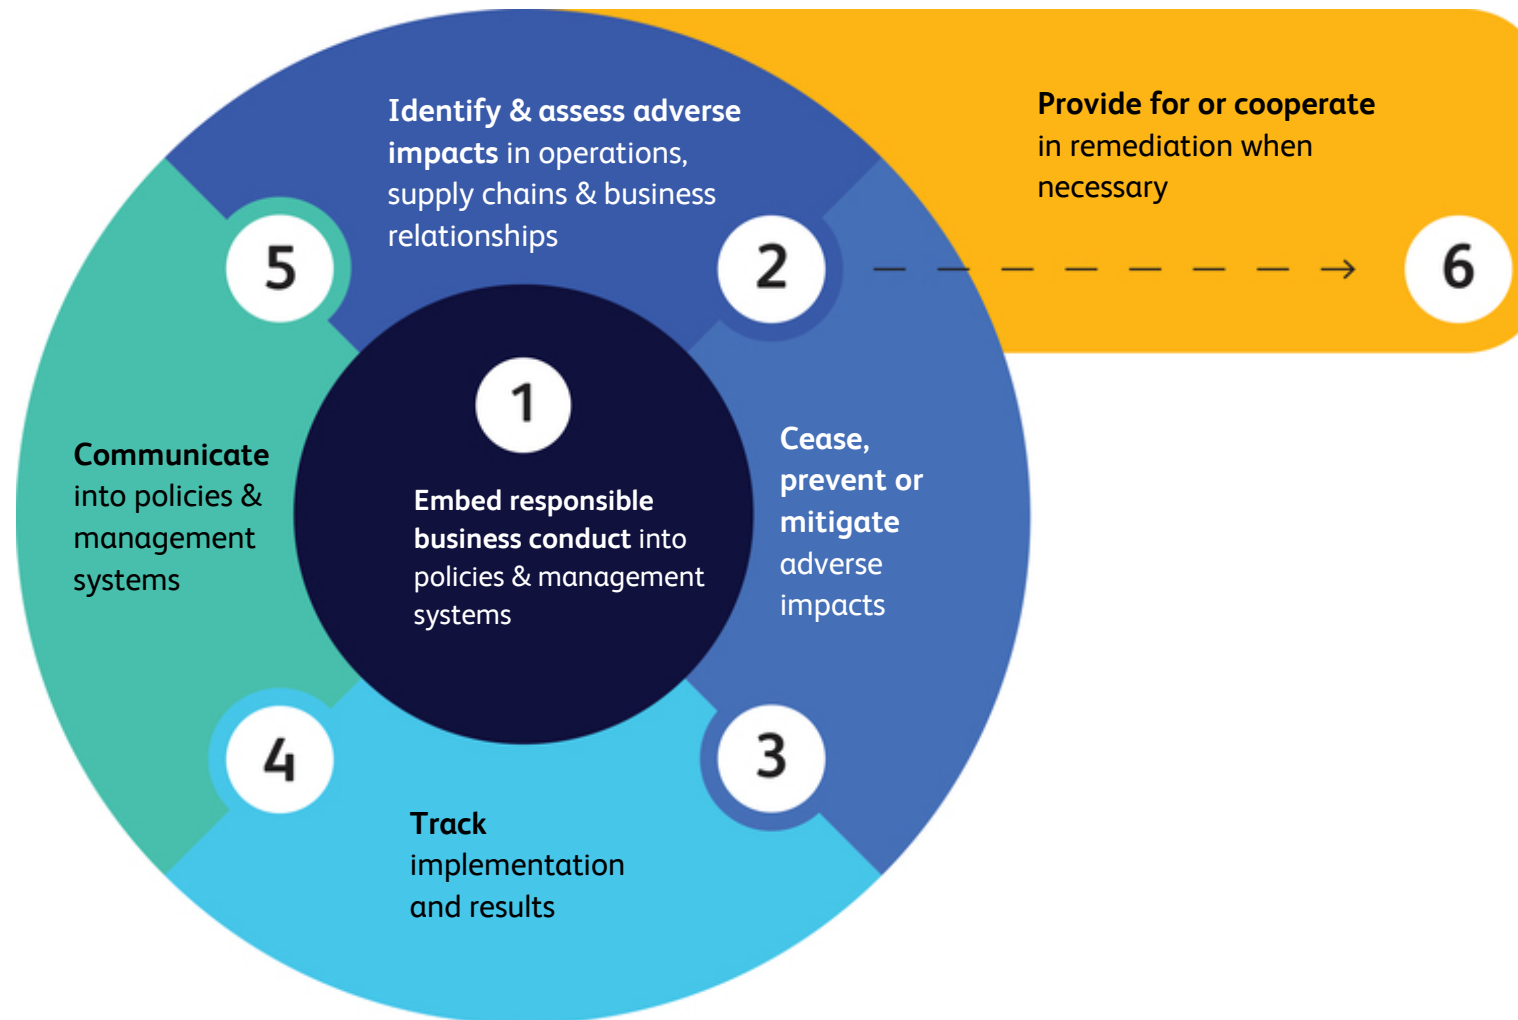 1
Embed responsible
business conduct into
policies & management
systems
Identify & assess adverse
impacts in operations,
supply chains & business
relationships
2
Cease,
prevent or
mitigate
adverse
impacts
3
Track
implementation
and results
4
Communicate
into policies &
management
systems
5
Provide for or cooperate
in remediation when
necessary
6